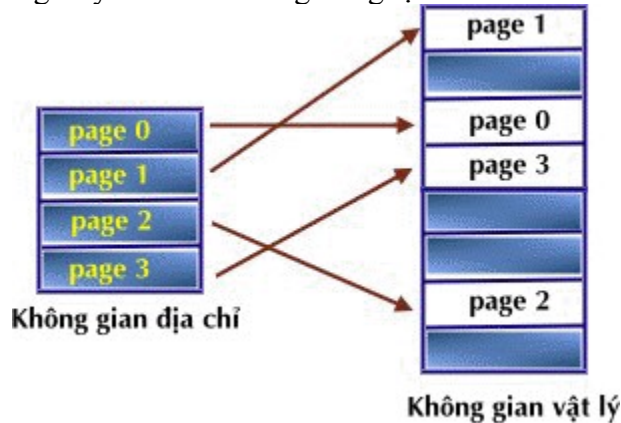 page 0
page 1
page 2
page 3
Không gian địa chỉ
page 1
page 0
page 3
page 2
Không gian vật lý